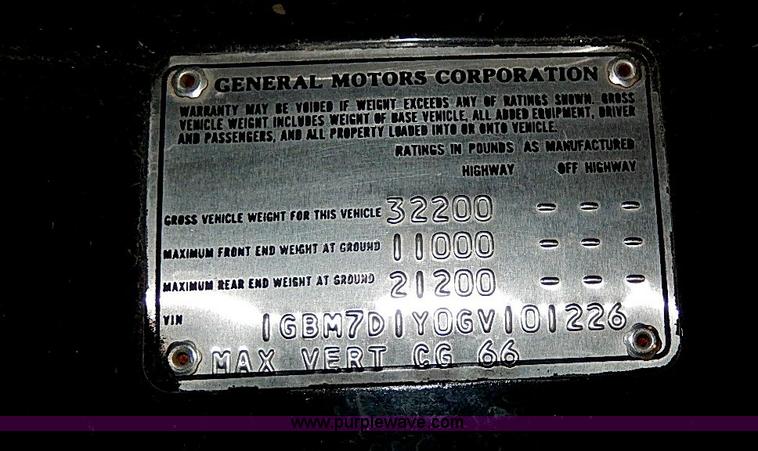 GENERAL MOTORS CORPORATION
WARRANTY MAY BE VOIDED IF WEIGHT EXCEEDS ANY OF RATINGS SHOWN. GROSS
VEHICLE WEIGHT INCLUDES WEIGHT OF BASE VEHICLE, ALL ADDED EQUIPMENT, DRIVER
AND PASSENGERS, AND ALL PROPERTY LOADED INTO OR ONTO VEHICLE.
RATINGS IN POUNDS AS MANUFACTURED
HIGHWAY OFF HIGHWAY
GROSS VEHICLE WEIGHT FOR THIS VEHICLE 32200 - - -
MAXIMUM FRONT END WEIGHT AT GROUND 11000 - - -
MAXIMUM REAR END WEIGHT AT GROUND 21200 - - -
VIN 1GBM7D1Y0GV101226
MAX VERT CG 66
www.purplewave.com